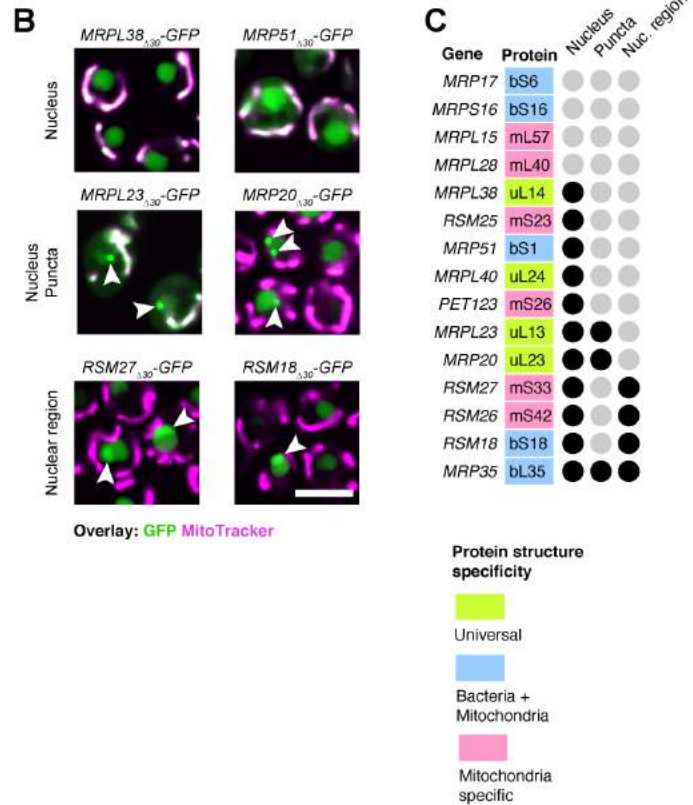 B
MRPL38Δ30-GFP MRP51Δ30-GFP
Nucleus
MRPL23Δ30-GFP MRP20Δ30-GFP
Nucleus
Puncta
RSM27Δ30-GFP RSM18Δ30-GFP
Nuclear region
Overlay: GFP MitoTracker
C
Gene Protein Nucleus Puncta Nuc. region
MRP17 bS6
MRPS16 bS16
MRPL15 mL57
MRPL28 mL40
MRPL38 uL14
RSM25 mS23
MRP51 bS1
MRPL40 uL24
PET123 mS26
MRPL23 uL13
MRP20 uL23
RSM27 mS33
RSM26 mS42
RSM18 bS18
MRP35 bL35
Protein structure
specificity
Universal
Bacteria +
Mitochondria
Mitochondria
specific